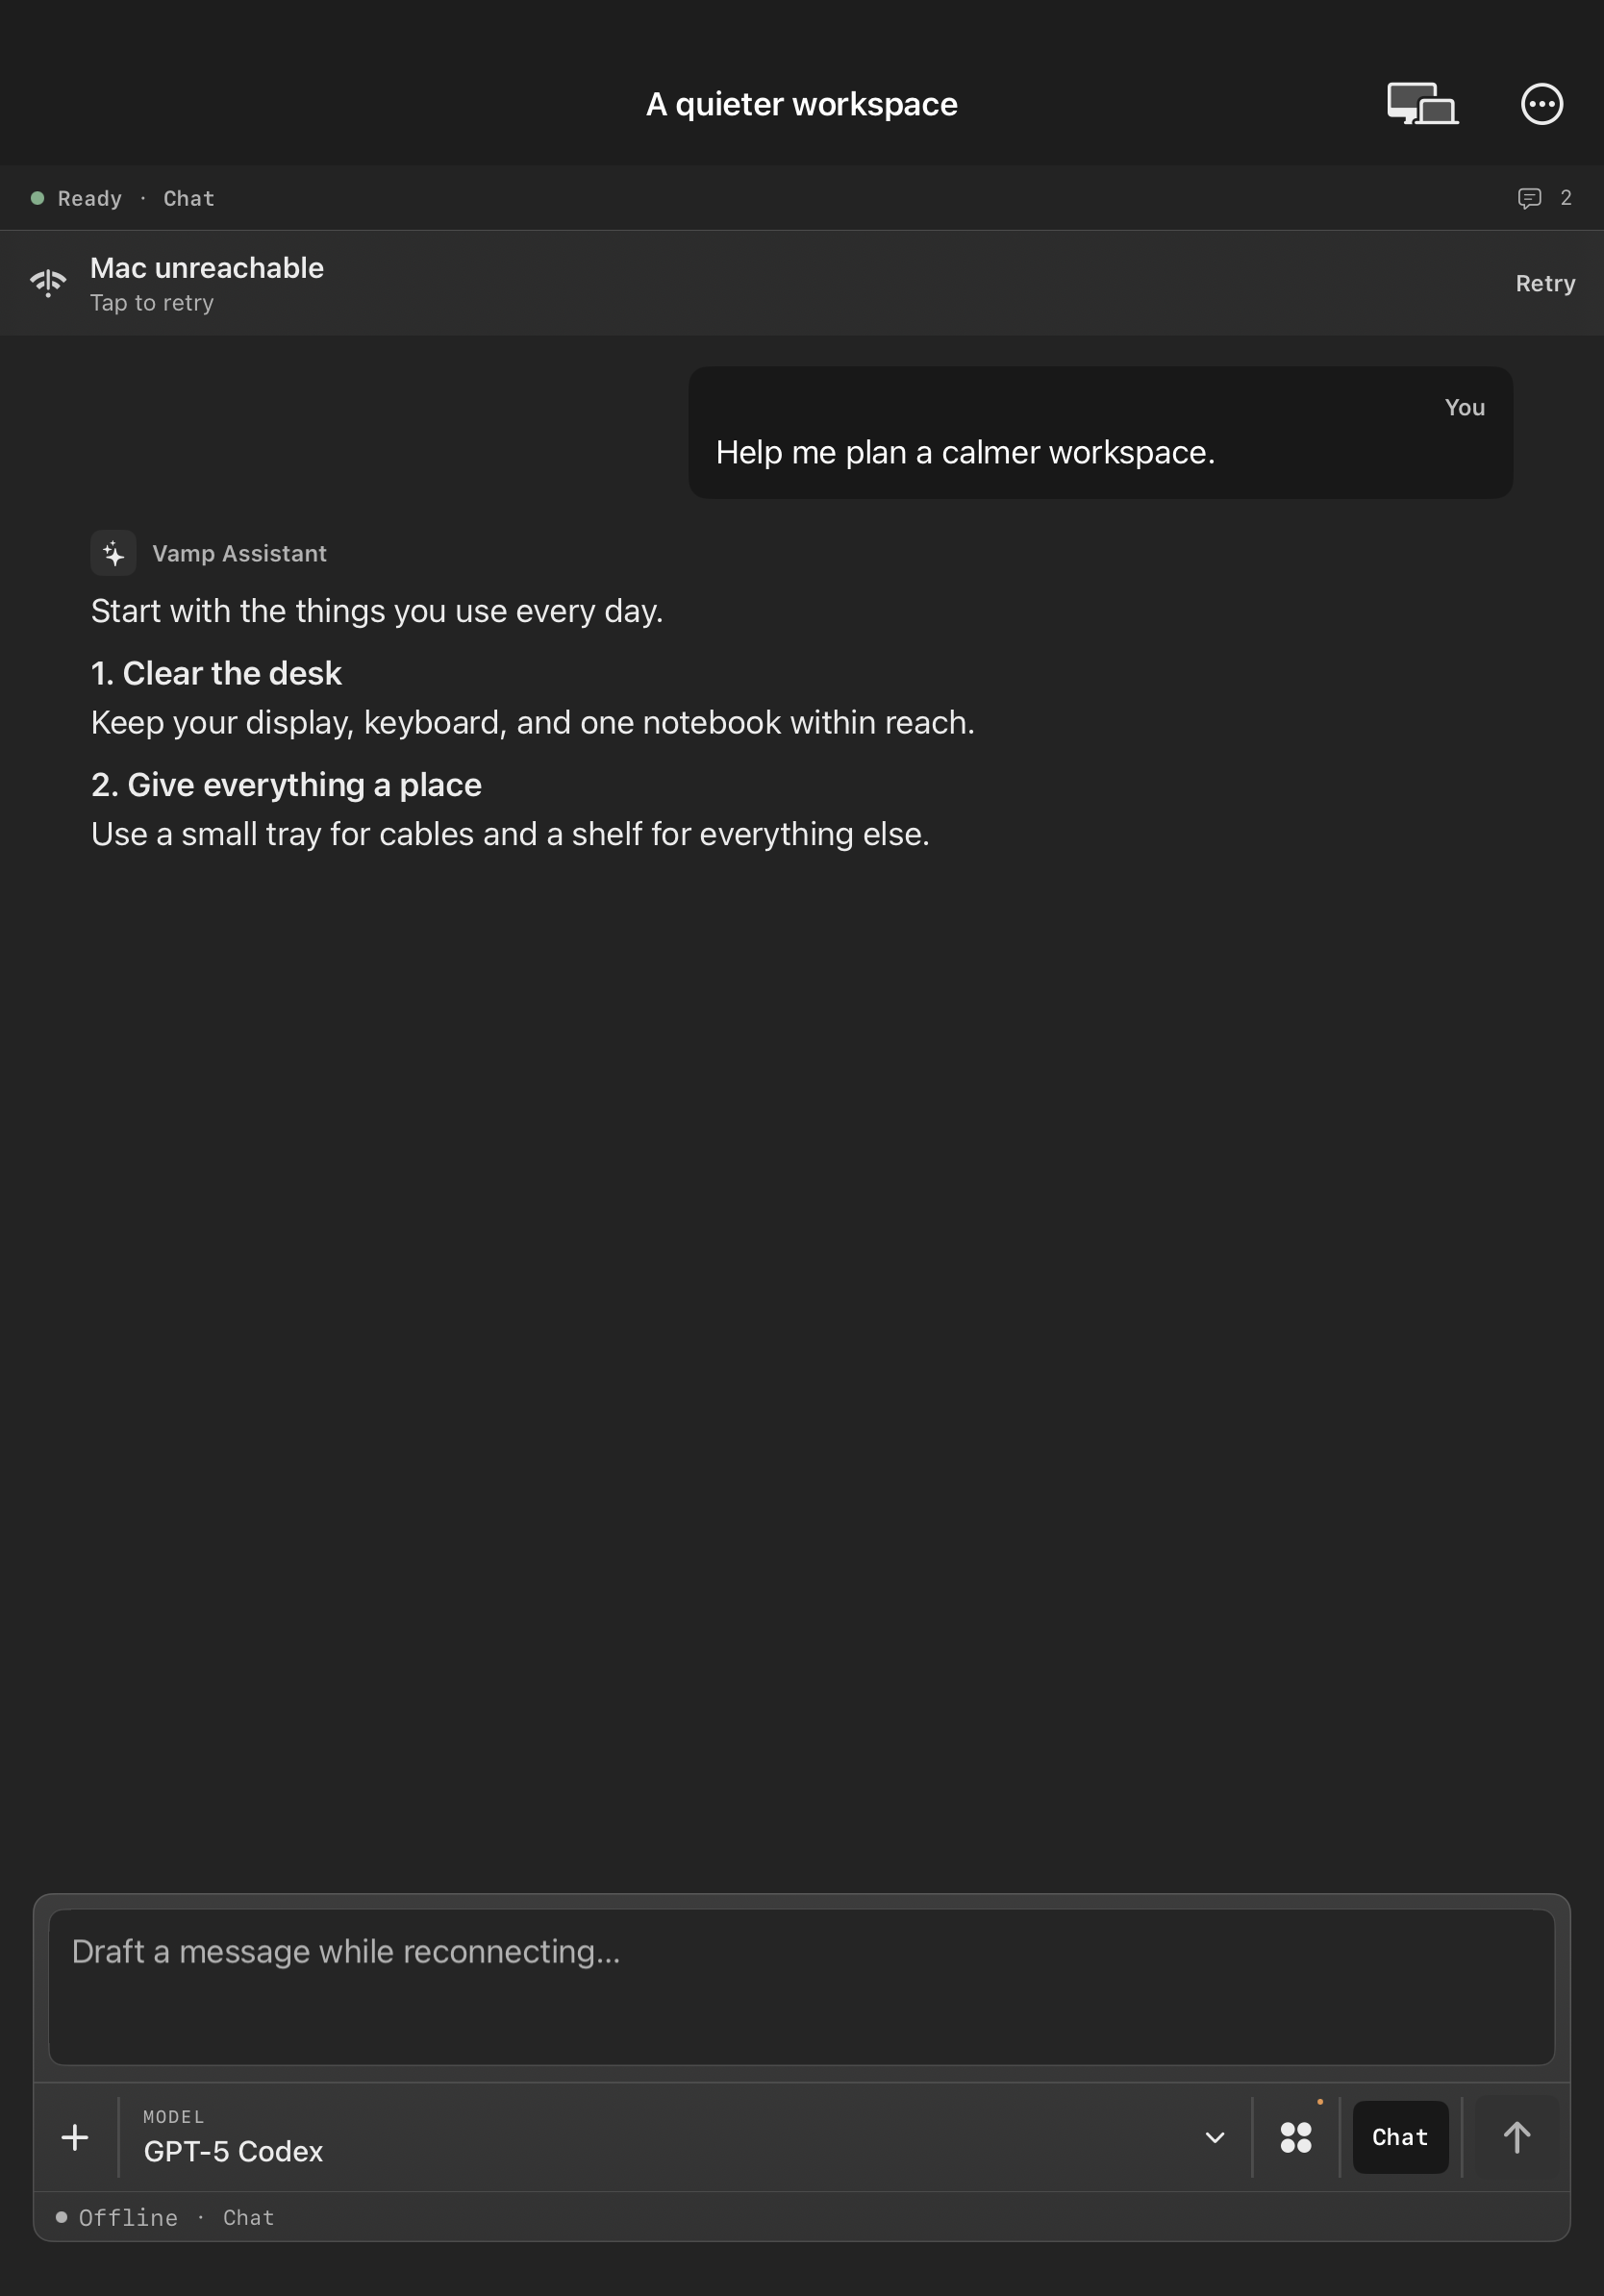 A quieter workspace
Ready · Chat
2
Mac unreachable
Tap to retry
Retry
You
Help me plan a calmer workspace.
Vamp Assistant
Start with the things you use every day.
1. Clear the desk
Keep your display, keyboard, and one notebook within reach.
2. Give everything a place
Use a small tray for cables and a shelf for everything else.
Draft a message while reconnecting...
MODEL
GPT-5 Codex
Chat
Offline · Chat